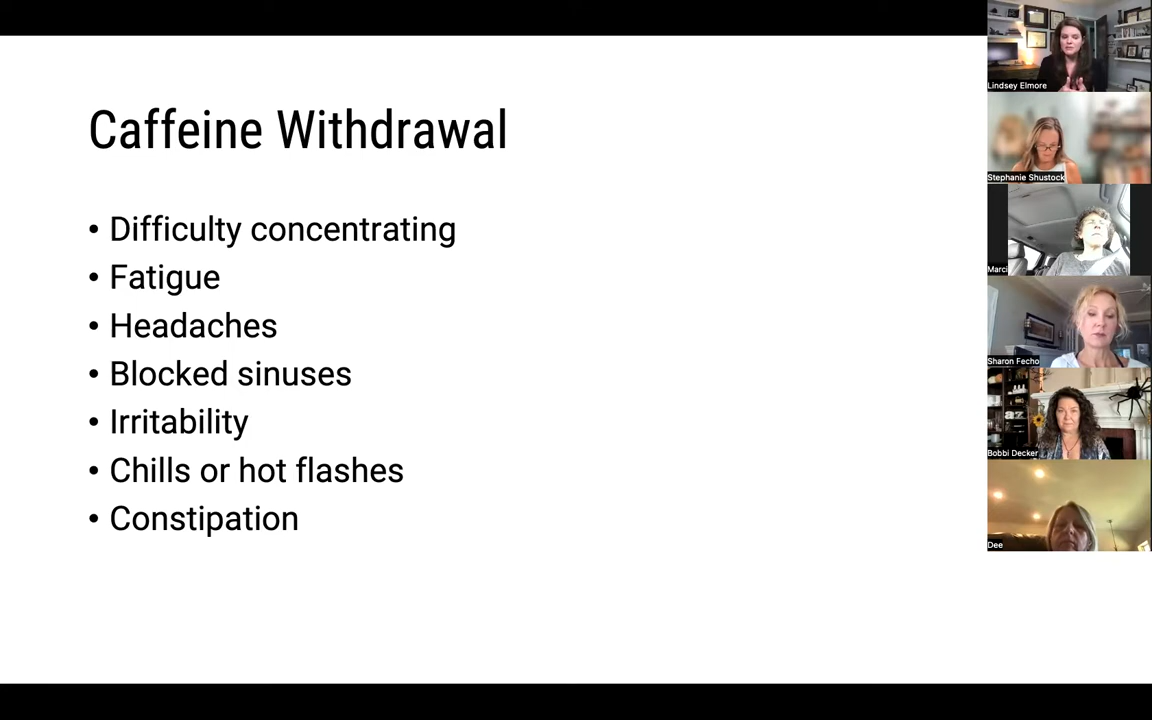 Caffeine Withdrawal
• Difficulty concentrating
• Fatigue
• Headaches
• Blocked sinuses
• Irritability
• Chills or hot flashes
• Constipation
Lindsey Elmore
Stephanie Shustock
Marci
Sharon Fecho
az
Bobbi Decker
Dee